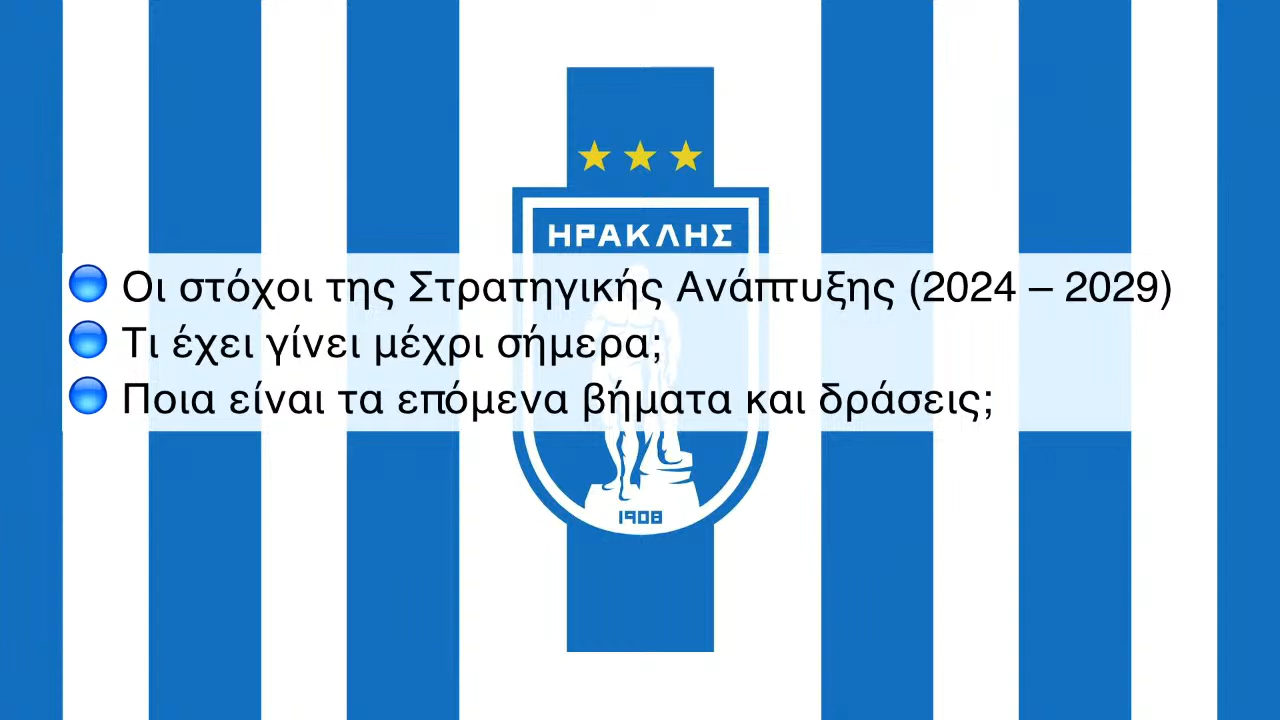 ΗΡΑΚΛΗΣ
Οι στόχοι της Στρατηγικής Ανάπτυξης (2024 – 2029)
Τι έχει γίνει μέχρι σήμερα;
Ποια είναι τα επόμενα βήματα και δράσεις;
1908